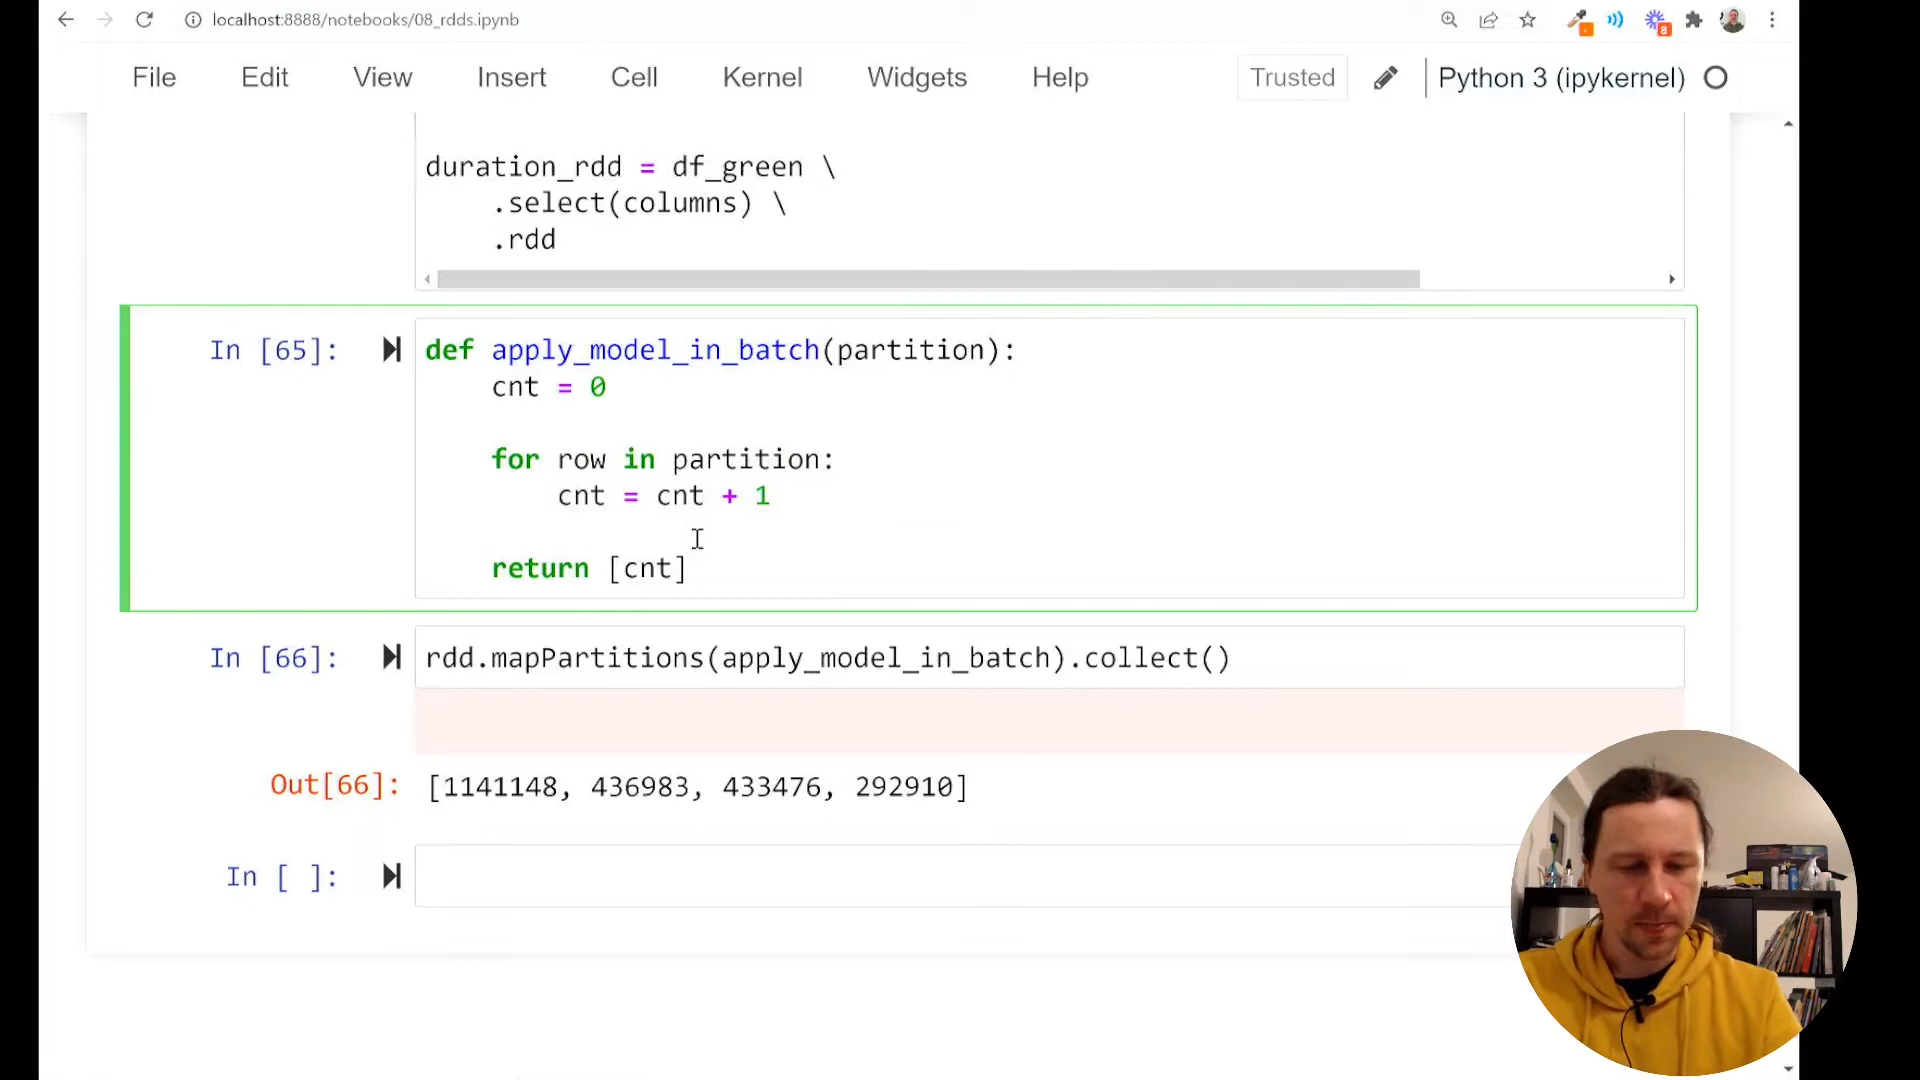 localhost:8888/notebooks/08_rdds.ipynb
8
File Edit View Insert Cell Kernel Widgets Help Trusted Python 3 (ipykernel)
duration_rdd = df_green \
.select(columns) \
.rdd
In [65]: def apply_model_in_batch(partition):
cnt = 0
for row in partition:
cnt = cnt + 1
return [cnt]
In [66]: rdd.mapPartitions(apply_model_in_batch).collect()
Out[66]: [1141148, 436983, 433476, 292910]
In [ ]: